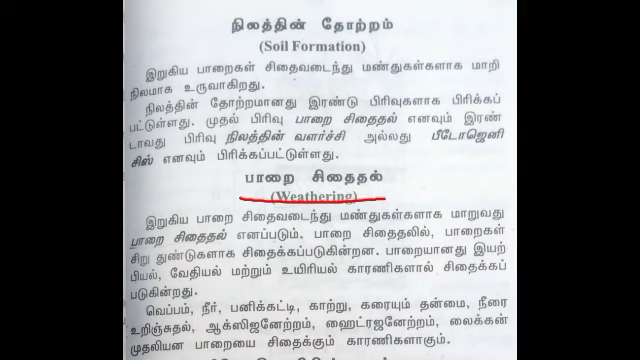 நிலத்தின் தோற்றம்
(Soil Formation)
இறுகிய பாறைகள் சிதைவடைந்து மண்துகள்களாக மாறி
நிலமாக உருவாகிறது.
நிலத்தின் தோற்றமானது இரண்டு பிரிவுகளாக பிரிக்கப்
பட்டுள்ளது. முதல் பிரிவு பாறை சிதைதல் எனவும் இரண்
டாவது பிரிவு நிலத்தின் வளர்ச்சி அல்லது பீடோஜெனி
சிஸ் எனவும் பிரிக்கப்பட்டுள்ளது.
பாறை சிதைதல்
(Weathering)
இறுகிய பாறை சிதைவடைந்து மண்துகள்களாக மாறுவது
பாறை சிதைதல் எனப்படும். பாறை சிதைதலில், பாறைகள்
சிறு துண்டுகளாக சிதைக்கப்படுகின்றன. பாறையானது இயற்
பியல், வேதியல் மற்றும் உயிரியல் காரணிகளால் சிதைக்கப்
படுகின்றது.
வெப்பம், நீர், பனிக்கட்டி, காற்று, கரையும் தன்மை, நீரை
உறிஞ்சுதல், ஆக்ஸிஜனேற்றம், ஹைட்ரஜனேற்றம், லைக்கன்
முதலியன பாறையை சிதைக்கும் காரணிகளாகும்.